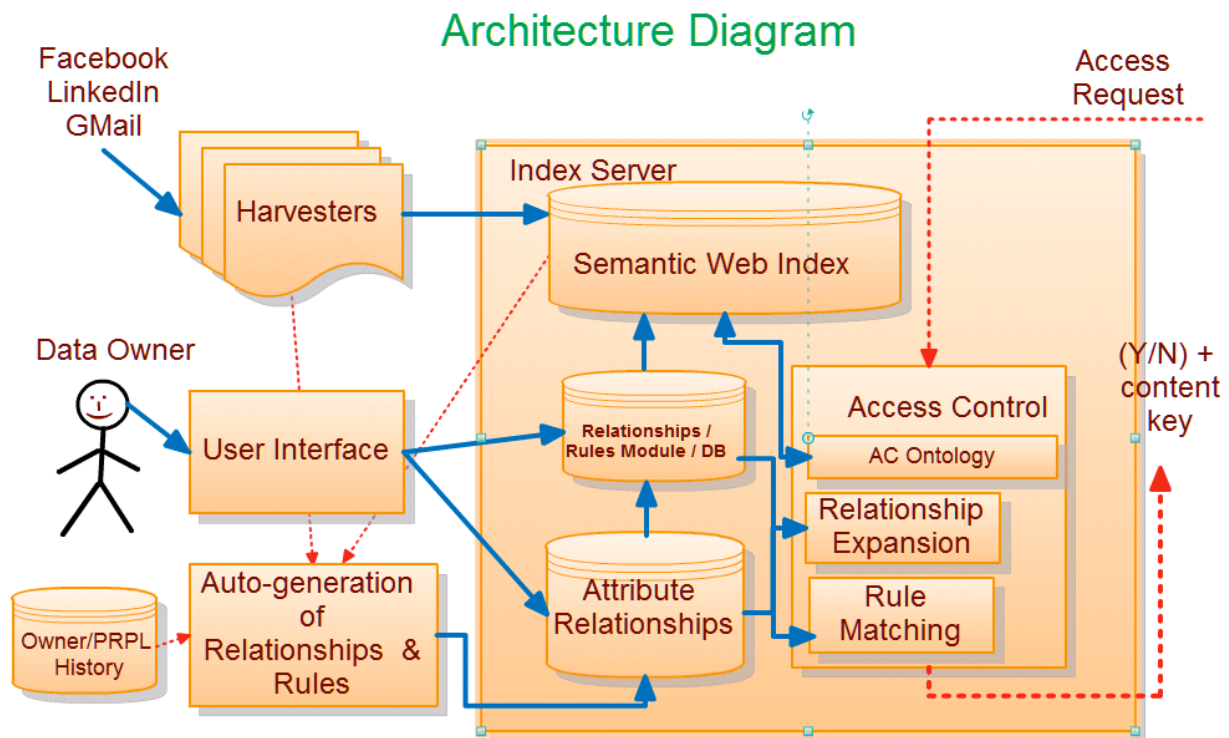 Architecture Diagram
Facebook
LinkedIn
GMail
Access
Request
Index Server
Harvesters
Semantic Web Index
Data Owner
(Y/N) +
content
key
User Interface
Relationships /
Rules Module / DB
Access Control
AC Ontology
Relationship
Expansion
Auto-generation
of
Relationships &
Rules
Attribute
Relationships
Rule
Matching
Owner/PRPL
History